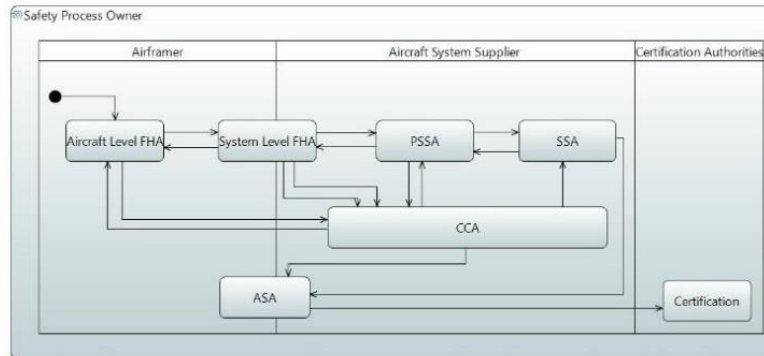 Safety Process Owner
Airframer
Aircraft System Supplier
Certification Authorities
Aircraft Level FHA
System Level FHA
PSSA
SSA
CCA
ASA
Certification